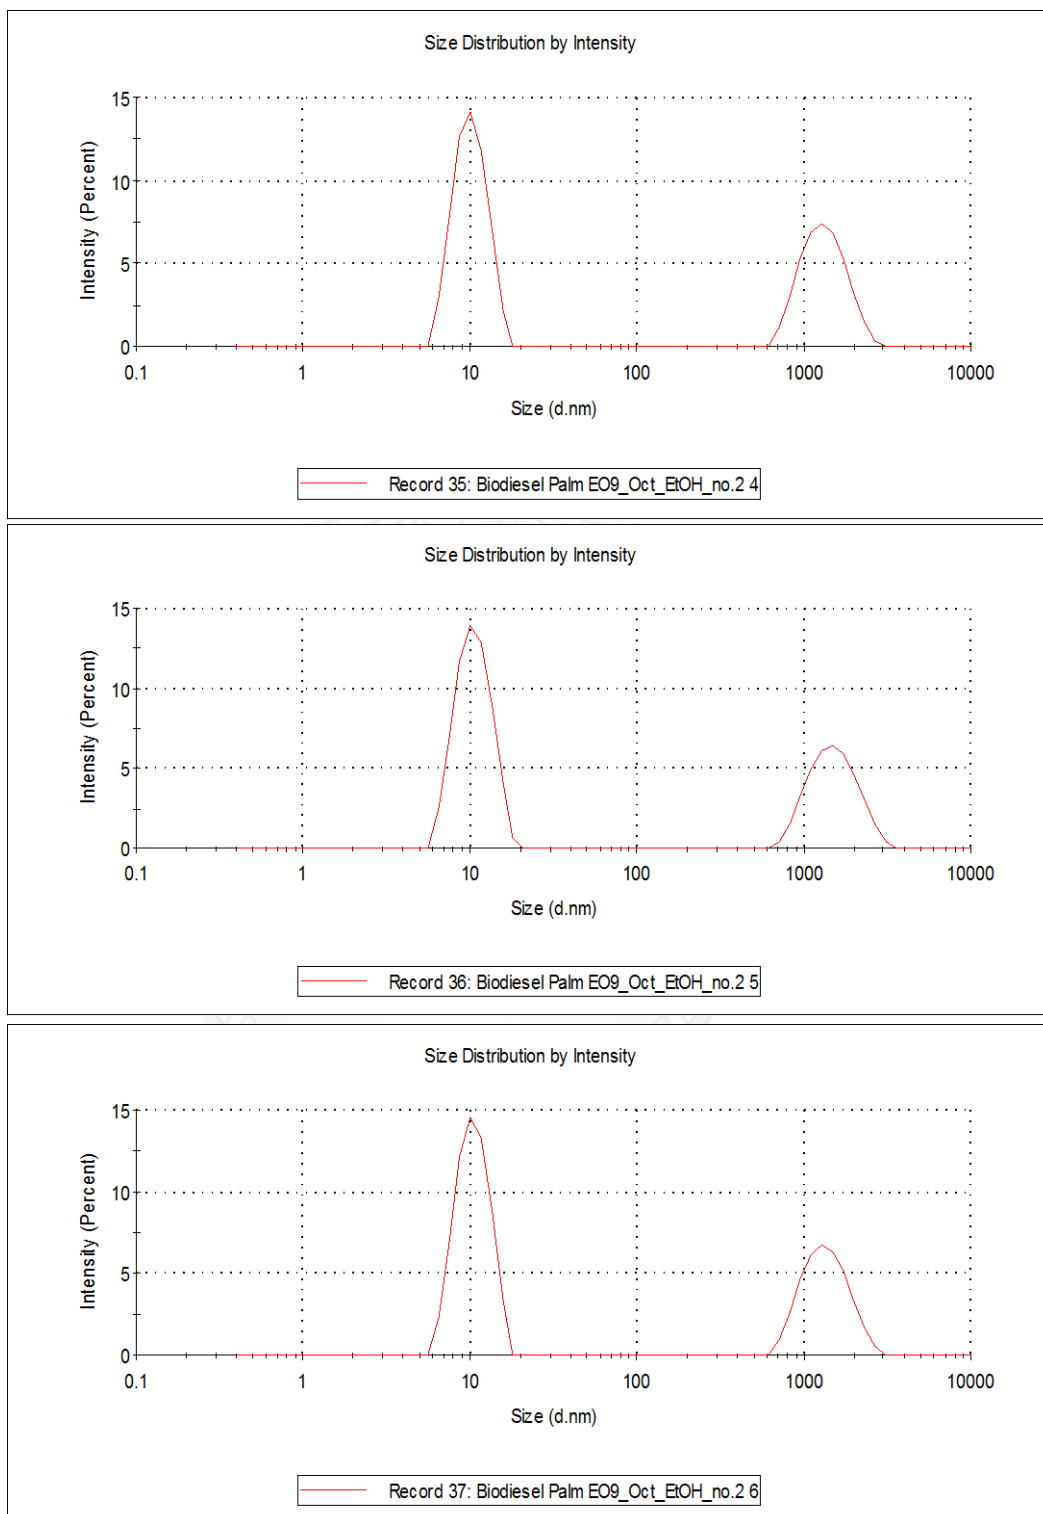 Size Distribution by Intensity
15
10
5
0
Intensity (Percent)
0.1 1 10 100 1000 10000
Size (d.nm)
Record 35: Biodiesel Palm EO9_Oct_EtOH_no.2 4
Size Distribution by Intensity
15
10
5
0
Intensity (Percent)
0.1 1 10 100 1000 10000
Size (d.nm)
Record 36: Biodiesel Palm EO9_Oct_EtOH_no.2 5
Size Distribution by Intensity
15
10
5
0
Intensity (Percent)
0.1 1 10 100 1000 10000
Size (d.nm)
Record 37: Biodiesel Palm EO9_Oct_EtOH_no.2 6